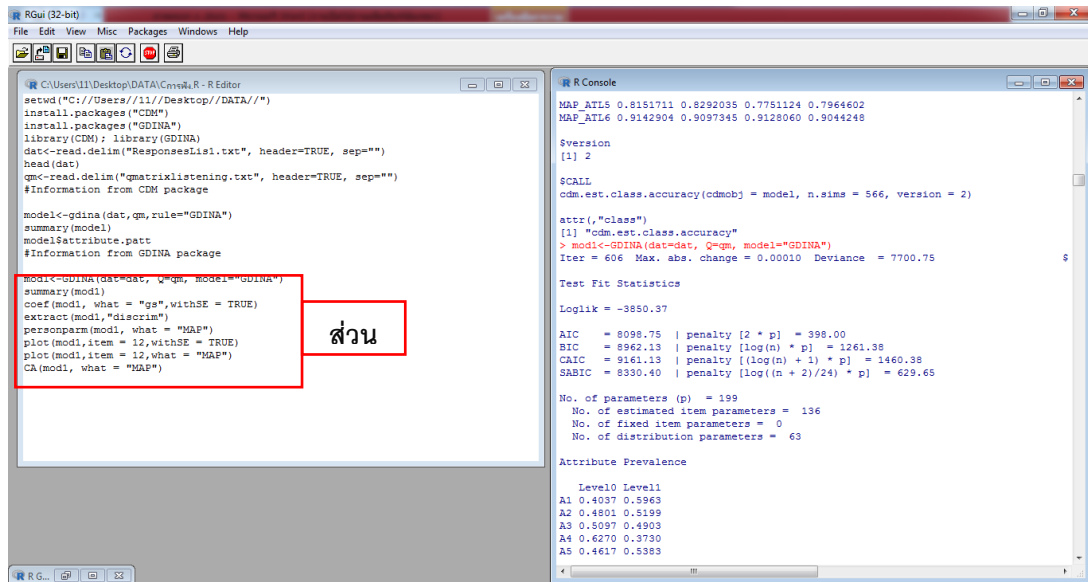 RGui (32-bit)
File Edit View Misc Packages Windows Help
C:\Users\11\Desktop\DATA\Cการฟัง.R - R Editor
setwd("C://Users//11//Desktop//DATA//")
install.packages("CDM")
install.packages("GDINA")
library(CDM); library(GDINA)
dat<-read.delim("ResponsesLis1.txt", header=TRUE, sep="")
head(dat)
qm<-read.delim("qmatrixlistening.txt", header=TRUE, sep="")
#Information from CDM package
model<-gdina(dat,qm,rule="GDINA")
summary(model)
model$attribute.patt
#Information from GDINA package
mod1<-GDINA(dat=dat, Q=qm, model="GDINA")
summary(mod1)
coef(mod1, what = "gs",withSE = TRUE)
extract(mod1,"discrim")
personparm(mod1, what = "MAP")
plot(mod1,item = 12,withSE = TRUE)
plot(mod1,item = 12,what = "MAP")
CA(mod1, what = "MAP")
ส่วน
R Console
MAP_ATL5 0.8151711 0.8292035 0.7751124 0.7964602
MAP_ATL6 0.9142904 0.9097345 0.9128060 0.9044248
$version
[1] 2
$CALL
cdm.est.class.accuracy(cdmobj = model, n.sims = 566, version = 2)
attr(,"class")
[1] "cdm.est.class.accuracy"
> mod1<-GDINA(dat=dat, Q=qm, model="GDINA")
Iter = 606 Max. abs. change = 0.00010 Deviance = 7700.75 $
Test Fit Statistics
Loglik = -3850.37
AIC = 8098.75 | penalty [2 * p] = 398.00
BIC = 8962.13 | penalty [log(n) * p] = 1261.38
CAIC = 9161.13 | penalty [(log(n) + 1) * p] = 1460.38
SABIC = 8330.40 | penalty [log((n + 2)/24) * p] = 629.65
No. of parameters (p) = 199
No. of estimated item parameters = 136
No. of fixed item parameters = 0
No. of distribution parameters = 63
Attribute Prevalence
Level0 Level1
A1 0.4037 0.5963
A2 0.4801 0.5199
A3 0.5097 0.4903
A4 0.6270 0.3730
A5 0.4617 0.5383
R G...